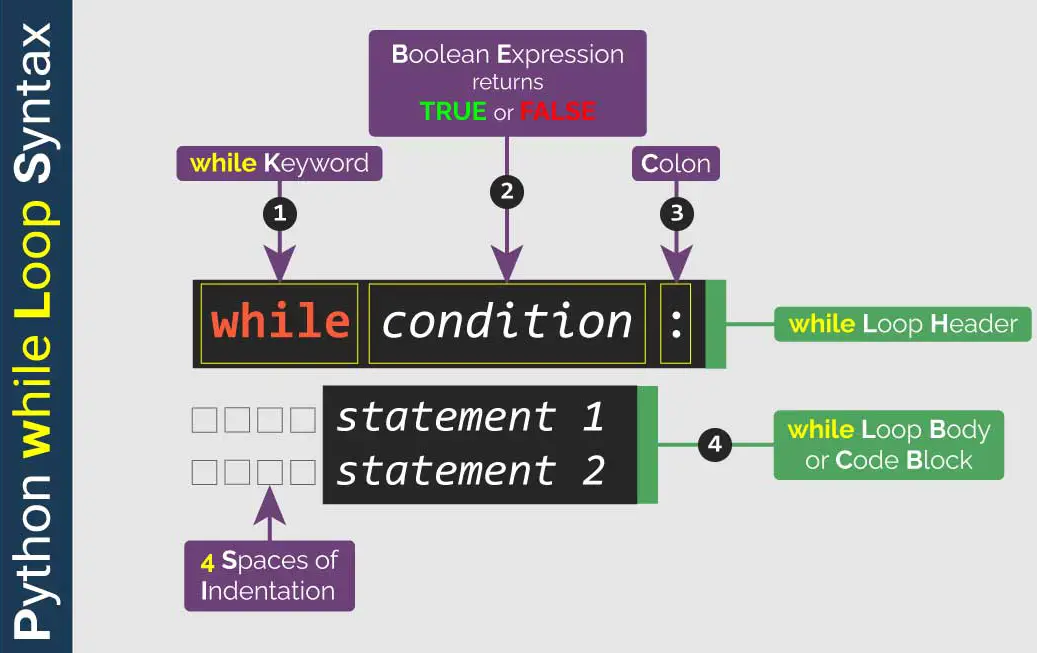 Python while Loop Syntax
Boolean Expression
returns
TRUE or FALSE
while Keyword
Colon
1
2
3
while condition :
while Loop Header
statement 1
statement 2
4
while Loop Body
or Code Block
4 Spaces of
Indentation